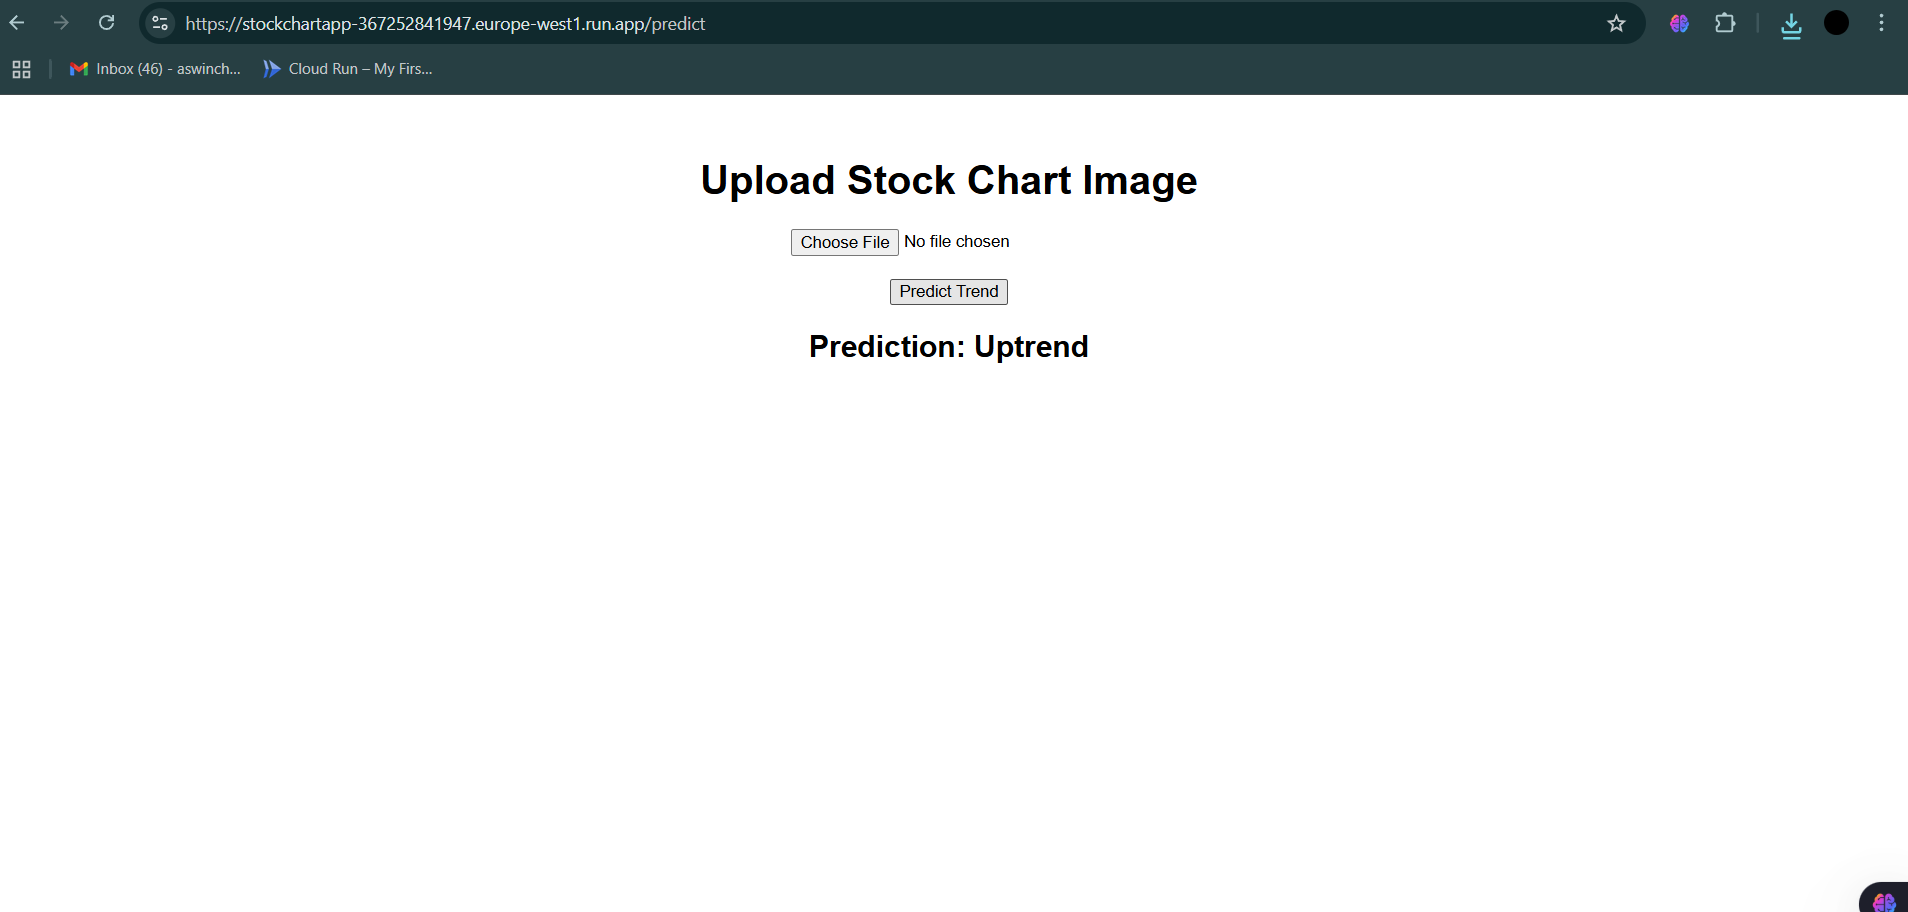 https://stockchartapp-367252841947.europe-west1.run.app/predict
Inbox (46) - aswinch...
Cloud Run – My Firs...
Upload Stock Chart Image
Choose File No file chosen
Predict Trend
Prediction: Uptrend